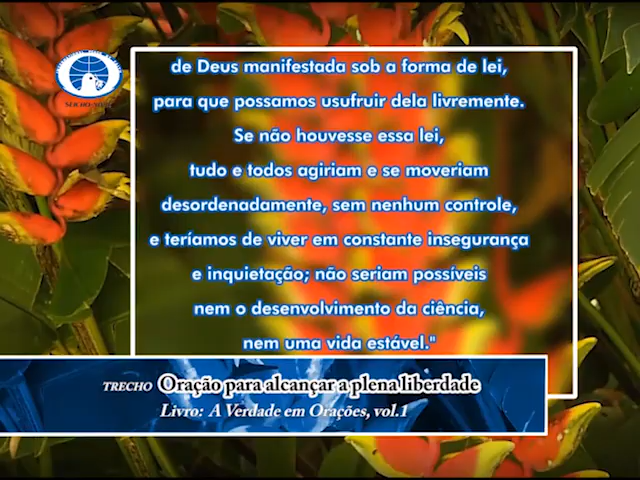 SEICHO-NO-IE
de Deus manifestada sob a forma de lei,
para que possamos usufruir dela livremente.
Se não houvesse essa lei,
tudo e todos agiriam e se moveriam
desordenadamente, sem nenhum controle,
e teríamos de viver em constante insegurança
e inquietação; não seriam possíveis
nem o desenvolvimento da ciência,
nem uma vida estável."
TRECHO Oração para alcançar a plena liberdade
Livro: A Verdade em Orações, vol.1